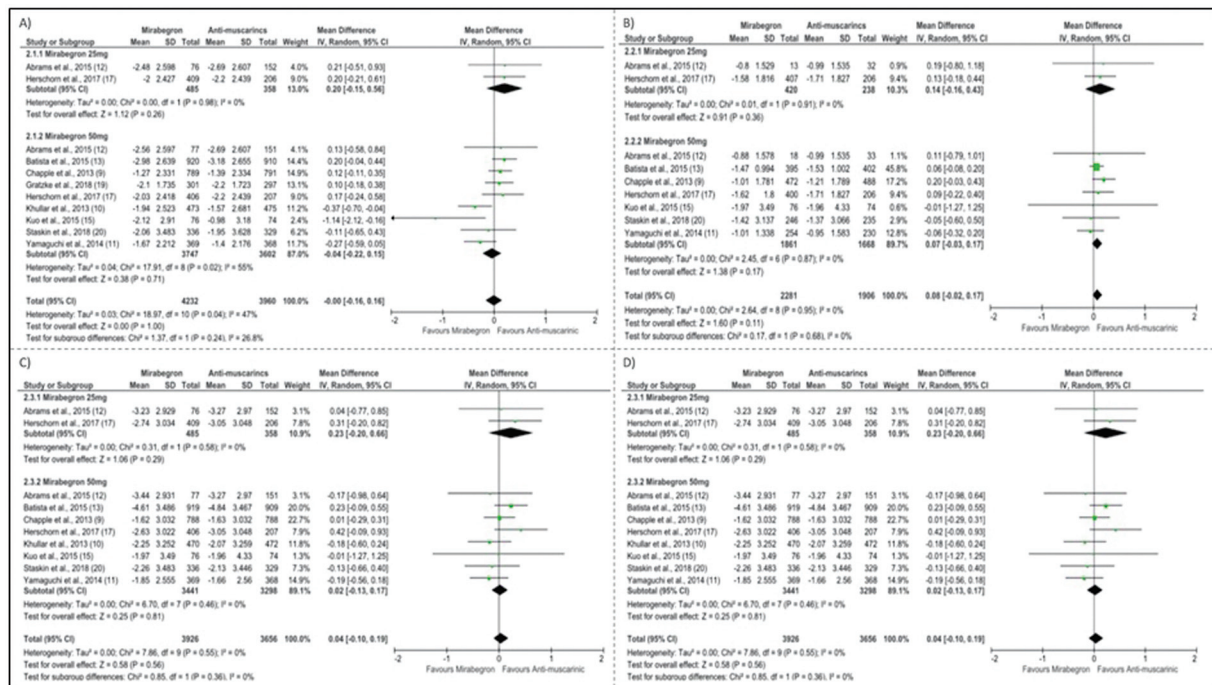 A)
Mirabegron Anti-muscarincs Mean Difference Mean Difference
Study or Subgroup Mean SD Total Mean SD Total Weight IV, Random, 95% CI IV, Random, 95% CI
2.1.1 Mirabegron 25mg
Abrams et al., 2015 (12) -2.48 2.598 76 -2.69 2.607 152 5.1% 0.21 [-0.51, 0.93]
Herschorn et al., 2017 (17) -2 2.427 409 -2.2 2.439 206 0.20 [-0.21, 0.61]
Subtotal (95% CI) 485 358 13.0% 0.20 [-0.15, 0.56]
Heterogeneity: Tau² = 0.00; Chi² = 0.00, df = 1 (P = 0.98); I² = 0%
Test for overall effect: Z = 1.12 (P = 0.26)
2.1.2 Mirabegron 50mg
Abrams et al., 2015 (12) -2.56 2.597 77 -2.69 2.607 151 0.13 [-0.58, 0.84]
Batista et al., 2015 (13) -2.98 2.639 920 -3.18 2.655 910 14.4% 0.20 [-0.04, 0.44]
Chapple et al., 2013 (9) -1.27 2.331 789 -1.39 2.334 791 0.12 [-0.11, 0.35]
Gratzke et al., 2018 (19) -2.1 1.735 301 -2.2 1.723 297 0.10 [-0.18, 0.38]
Herschorn et al., 2017 (17) -2.03 2.418 406 -2.2 2.439 207 0.17 [-0.24, 0.58]
Khullar et al., 2013 (10) -1.94 2.523 473 -1.57 2.681 475 -0.37 [-0.70, -0.04]
Kuo et al., 2015 (15) -2.12 2.91 76 -0.98 3.18 74 -1.14 [-2.12, -0.16]
Staskin et al., 2018 (20) -2.06 3.483 336 -1.95 3.628 329 -0.11 [-0.65, 0.43]
Yamaguchi et al., 2014 (11) -1.67 2.212 369 -1.4 2.176 368 -0.27 [-0.59, 0.05]
Subtotal (95% CI) 3747 3602 87.0% -0.04 [-0.22, 0.15]
Heterogeneity: Tau² = 0.04; Chi² = 17.91, df = 8 (P = 0.02); I² = 55%
Test for overall effect: Z = 0.38 (P = 0.71)
Total (95% CI) 4232 3960 100.0% -0.00 [-0.16, 0.16]
Heterogeneity: Tau² = 0.03; Chi² = 18.97, df = 10 (P = 0.04); I² = 47%
Test for overall effect: Z = 0.00 (P = 1.00)
Test for subgroup differences: Chi² = 1.37, df = 1 (P = 0.24), I² = 26.8%
-2 -1 0 1 2
Favours Mirabegron Favours Anti-muscarinic
B)
Mirabegron Anti-muscarincs Mean Difference Mean Difference
Study or Subgroup Mean SD Total Mean SD Total Weight IV, Random, 95% CI IV, Random, 95% CI
2.2.1 Mirabegron 25mg
Abrams et al., 2015 (12) -0.8 1.529 13 -0.99 1.535 32 0.9% 0.19 [-0.80, 1.18]
Herschorn et al., 2017 (17) -1.58 1.816 407 -1.71 1.827 206 9.4% 0.13 [-0.18, 0.44]
Subtotal (95% CI) 420 238 10.3% 0.14 [-0.16, 0.43]
Heterogeneity: Tau² = 0.00; Chi² = 0.01, df = 1 (P = 0.91); I² = 0%
Test for overall effect: Z = 0.91 (P = 0.36)
2.2.2 Mirabegron 50mg
Abrams et al., 2015 (12) -0.88 1.578 18 -0.99 1.535 33 1.1% 0.11 [-0.79, 1.01]
Batista et al., 2015 (13) -1.47 0.994 395 -1.53 1.002 402 45.8% 0.06 [-0.08, 0.20]
Chapple et al., 2013 (9) -1.01 1.781 472 -1.21 1.789 488 0.20 [-0.03, 0.43]
Herschorn et al., 2017 (17) -1.62 1.8 400 -1.71 1.827 206 0.09 [-0.22, 0.40]
Kuo et al., 2015 (15) -1.97 3.49 76 -1.96 4.33 74 -0.01 [-1.27, 1.25]
Staskin et al., 2018 (20) -1.42 3.137 246 -1.37 3.066 235 -0.05 [-0.60, 0.50]
Yamaguchi et al., 2014 (11) -1.01 1.338 254 -0.95 1.583 230 -0.06 [-0.32, 0.20]
Subtotal (95% CI) 1861 1668 89.7% 0.07 [-0.03, 0.17]
Heterogeneity: Tau² = 0.00; Chi² = 2.45, df = 6 (P = 0.87); I² = 0%
Test for overall effect: Z = 1.38 (P = 0.17)
Total (95% CI) 2281 1906 100.0% 0.08 [-0.02, 0.17]
Heterogeneity: Tau² = 0.00; Chi² = 2.64, df = 8 (P = 0.95); I² = 0%
Test for overall effect: Z = 1.60 (P = 0.11)
Test for subgroup differences: Chi² = 0.17, df = 1 (P = 0.68), I² = 0%
-2 -1 0 1 2
Favours Mirabegron Favours Anti-muscarinic
C)
Mirabegron Anti-muscarincs Mean Difference Mean Difference
Study or Subgroup Mean SD Total Mean SD Total Weight IV, Random, 95% CI IV, Random, 95% CI
2.3.1 Mirabegron 25mg
Abrams et al., 2015 (12) -3.23 2.929 76 -3.27 2.97 152 3.1% 0.04 [-0.77, 0.85]
Herschorn et al., 2017 (17) -2.74 3.034 409 -3.05 3.048 206 7.8% 0.31 [-0.20, 0.82]
Subtotal (95% CI) 485 358 10.9% 0.23 [-0.20, 0.66]
Heterogeneity: Tau² = 0.00; Chi² = 0.31, df = 1 (P = 0.58); I² = 0%
Test for overall effect: Z = 1.06 (P = 0.29)
2.3.2 Mirabegron 50mg
Abrams et al., 2015 (12) -3.44 2.931 77 -3.27 2.97 151 3.1% -0.17 [-0.98, 0.64]
Batista et al., 2015 (13) -4.61 3.486 919 -4.84 3.467 909 20.0% 0.23 [-0.09, 0.55]
Chapple et al., 2013 (9) -1.62 3.032 788 -1.63 3.032 788 22.7% 0.01 [-0.29, 0.31]
Herschorn et al., 2017 (17) -2.63 3.022 406 -3.05 3.048 207 7.9% 0.42 [-0.09, 0.93]
Khullar et al., 2013 (10) -2.25 3.252 470 -2.07 3.259 472 -0.18 [-0.60, 0.24]
Kuo et al., 2015 (15) -1.97 3.49 76 -1.96 4.33 74 1.3% -0.01 [-1.27, 1.25]
Staskin et al., 2018 (20) -2.26 3.483 336 -2.13 3.446 329 -0.13 [-0.66, 0.40]
Yamaguchi et al., 2014 (11) -1.85 2.555 369 -1.66 2.56 368 14.9% -0.19 [-0.56, 0.18]
Subtotal (95% CI) 3441 3298 89.1% 0.02 [-0.13, 0.17]
Heterogeneity: Tau² = 0.00; Chi² = 6.70, df = 7 (P = 0.46); I² = 0%
Test for overall effect: Z = 0.25 (P = 0.81)
Total (95% CI) 3926 3656 100.0% 0.04 [-0.10, 0.19]
Heterogeneity: Tau² = 0.00; Chi² = 7.86, df = 9 (P = 0.55); I² = 0%
Test for overall effect: Z = 0.58 (P = 0.56)
Test for subgroup differences: Chi² = 0.85, df = 1 (P = 0.36), I² = 0%
-2 -1 0 1 2
Favours Mirabegron Favours Anti-muscarinic
D)
Mirabegron Anti-muscarincs Mean Difference Mean Difference
Study or Subgroup Mean SD Total Mean SD Total Weight IV, Random, 95% CI IV, Random, 95% CI
2.3.1 Mirabegron 25mg
Abrams et al., 2015 (12) -3.23 2.929 76 -3.27 2.97 152 3.1% 0.04 [-0.77, 0.85]
Herschorn et al., 2017 (17) -2.74 3.034 409 -3.05 3.048 206 7.8% 0.31 [-0.20, 0.82]
Subtotal (95% CI) 485 358 10.9% 0.23 [-0.20, 0.66]
Heterogeneity: Tau² = 0.00; Chi² = 0.31, df = 1 (P = 0.58); I² = 0%
Test for overall effect: Z = 1.06 (P = 0.29)
2.3.2 Mirabegron 50mg
Abrams et al., 2015 (12) -3.44 2.931 77 -3.27 2.97 151 3.1% -0.17 [-0.98, 0.64]
Batista et al., 2015 (13) -4.61 3.486 919 -4.84 3.467 909 20.0% 0.23 [-0.09, 0.55]
Chapple et al., 2013 (9) -1.62 3.032 788 -1.63 3.032 788 22.7% 0.01 [-0.29, 0.31]
Herschorn et al., 2017 (17) -2.63 3.022 406 -3.05 3.048 207 7.9% 0.42 [-0.09, 0.93]
Khullar et al., 2013 (10) -2.25 3.252 470 -2.07 3.259 472 -0.18 [-0.60, 0.24]
Kuo et al., 2015 (15) -1.97 3.49 76 -1.96 4.33 74 1.3% -0.01 [-1.27, 1.25]
Staskin et al., 2018 (20) -2.26 3.483 336 -2.13 3.446 329 -0.13 [-0.66, 0.40]
Yamaguchi et al., 2014 (11) -1.85 2.555 369 -1.66 2.56 368 14.9% -0.19 [-0.56, 0.18]
Subtotal (95% CI) 3441 3298 89.1% 0.02 [-0.13, 0.17]
Heterogeneity: Tau² = 0.00; Chi² = 6.70, df = 7 (P = 0.46); I² = 0%
Test for overall effect: Z = 0.25 (P = 0.81)
Total (95% CI) 3926 3656 100.0% 0.04 [-0.10, 0.19]
Heterogeneity: Tau² = 0.00; Chi² = 7.86, df = 9 (P = 0.55); I² = 0%
Test for overall effect: Z = 0.58 (P = 0.56)
Test for subgroup differences: Chi² = 0.85, df = 1 (P = 0.36), I² = 0%
-2 -1 0 1 2
Favours Mirabegron Favours Anti-muscarinic